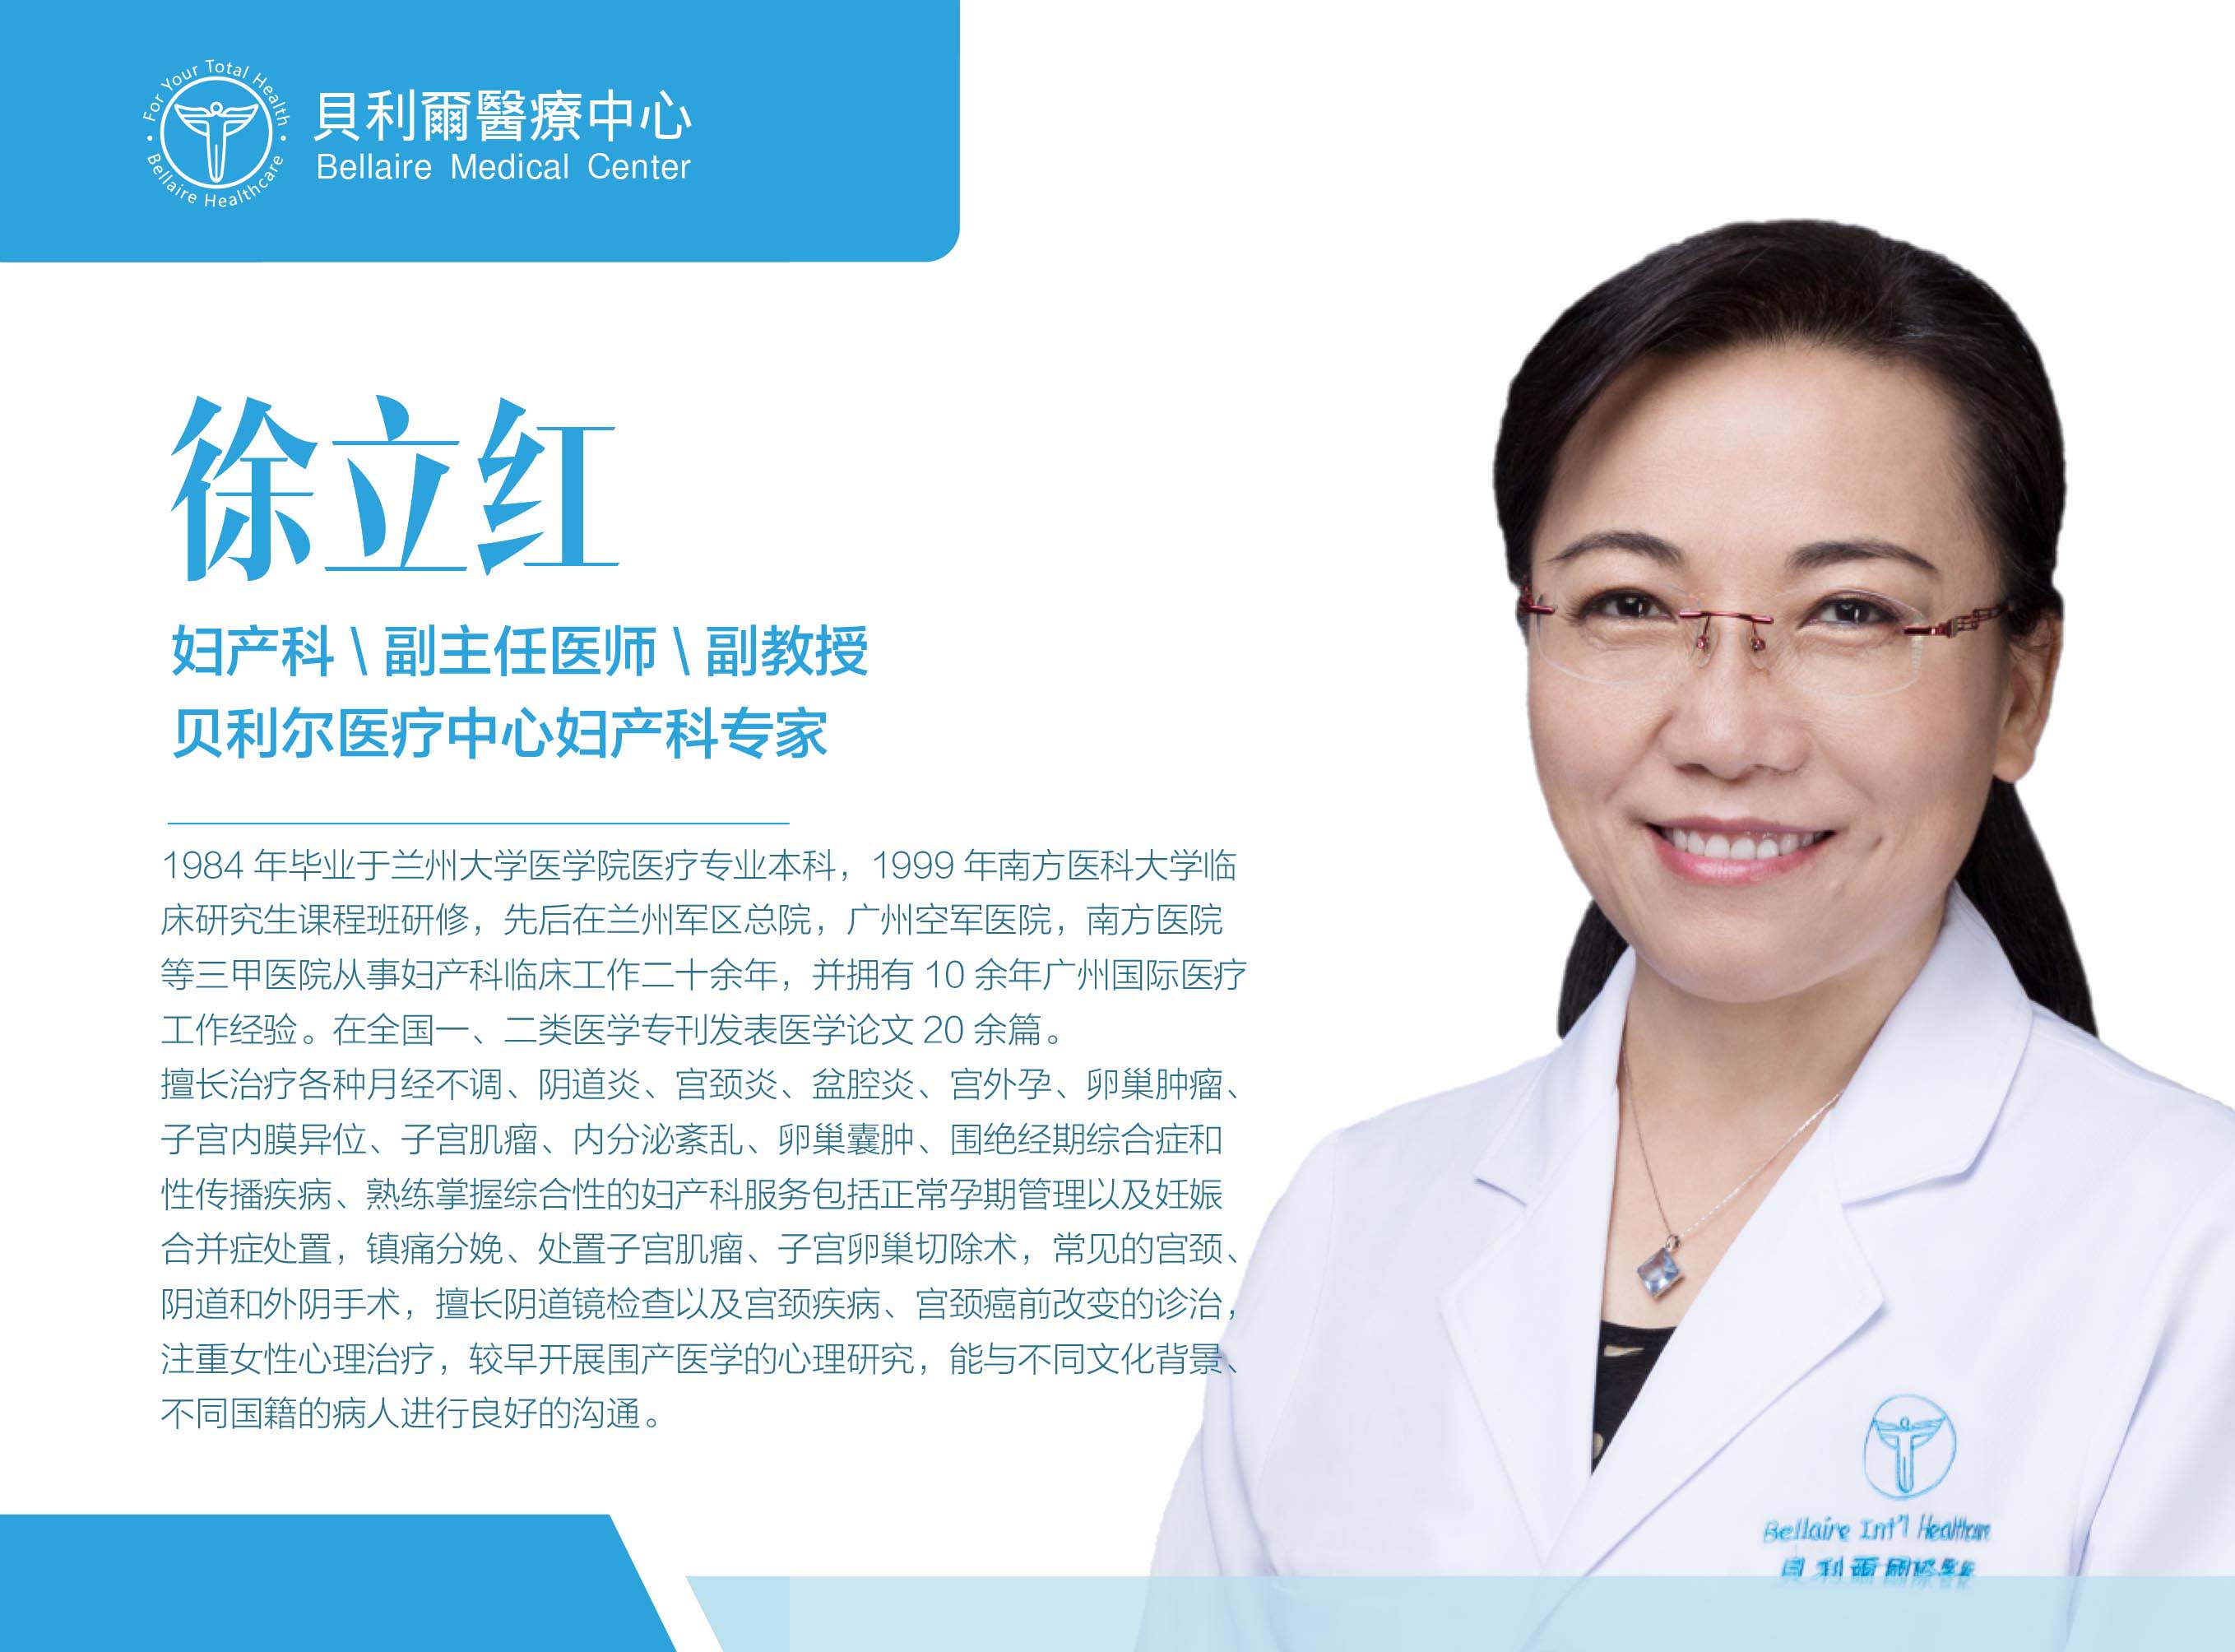 For Your Total Health
Bellaire Healthcare
貝利爾醫療中心
Bellaire Medical Center
徐立红
妇产科 \ 副主任医师 \ 副教授
贝利尔医疗中心妇产科专家
1984 年毕业于兰州大学医学院医疗专业本科，1999 年南方医科大学临
床研究生课程班研修，先后在兰州军区总院，广州空军医院，南方医院
等三甲医院从事妇产科临床工作二十余年，并拥有 10 余年广州国际医疗
工作经验。在全国一、二类医学专刊发表医学论文 20 余篇。
擅长治疗各种月经不调、阴道炎、宫颈炎、盆腔炎、宫外孕、卵巢肿瘤、
子宫内膜异位、子宫肌瘤、内分泌紊乱、卵巢囊肿、围绝经期综合症和
性传播疾病、熟练掌握综合性的妇产科服务包括正常孕期管理以及妊娠
合并症处置，镇痛分娩、处置子宫肌瘤、子宫卵巢切除术，常见的宫颈、
阴道和外阴手术，擅长阴道镜检查以及宫颈疾病、宫颈癌前改变的诊治，
注重女性心理治疗，较早开展围产医学的心理研究，能与不同文化背景、
不同国籍的病人进行良好的沟通。
Bellaire Int'l Healthcare
貝利爾國際醫